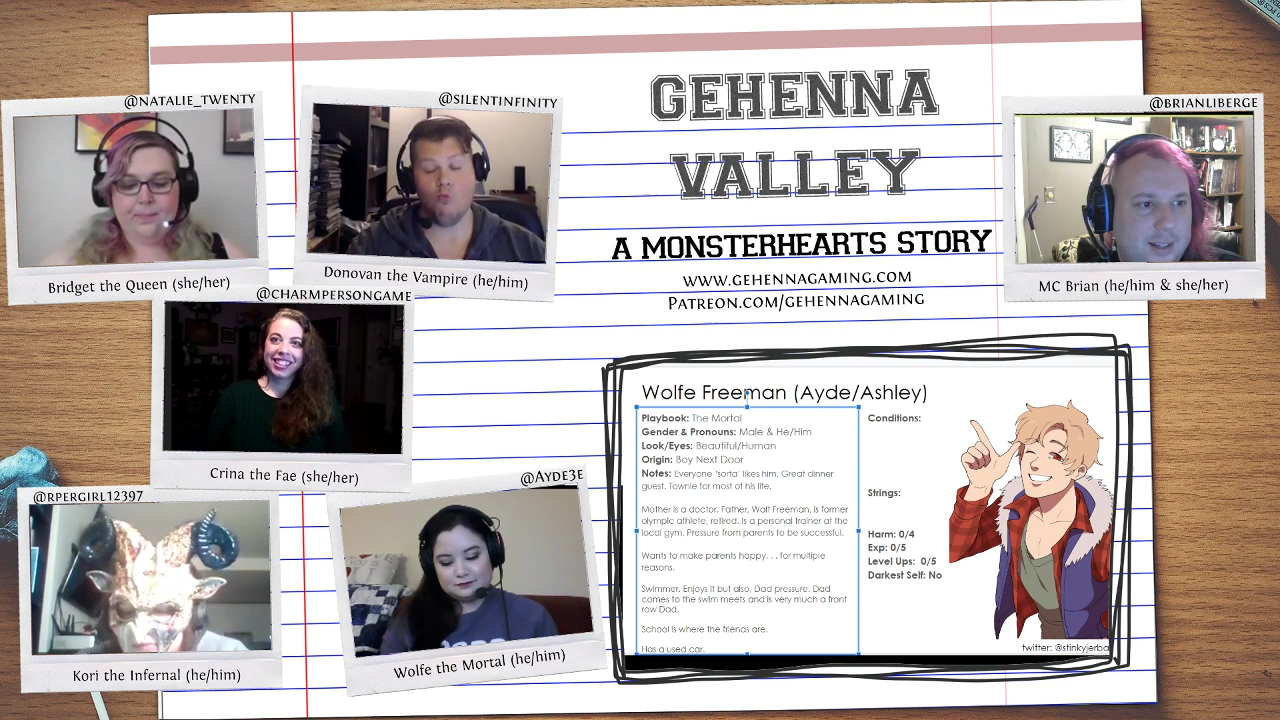 @NATALIE_TWENTY
Bridget the Queen (she/her)
@SILENTINFINITY
Donovan the Vampire (he/him)
GEHENNA
VALLEY
A MONSTERHEARTS STORY
WWW.GEHENNAGAMING.COM
PATREON.COM/GEHENNAGAMING
@BRIANLIBERGE
MC Brian (he/him & she/her)
@CHARMPERSONGAME
Crina the Fae (she/her)
@RPERGIRL12397
Kori the Infernal (he/him)
@AYDE3E
Wolfe the Mortal (he/him)
Wolfe Freeman (Ayde/Ashley)
Playbook: The Mortal
Gender & Pronouns: Male & He/Him
Look/Eyes: Beautiful/Human
Origin: Boy Next Door
Notes: Everyone 'sorta' likes him. Great dinner
guest. Townie for most of his life.
Mother is a doctor. Father, Wolf Freeman, is former
olympic athlete, retired. Is a personal trainer at the
local gym. Pressure from parents to be successful.
Wants to make parents happy. . . for multiple
reasons.
Swimmer. Enjoys it but also, Dad pressure. Dad
comes to the swim meets and is very much a front
row Dad.
School is where the friends are.
Has a used car.
Conditions:
Strings:
Harm: 0/4
Exp: 0/5
Level Ups: 0/5
Darkest Self: No
twitter: @stinkyjerba